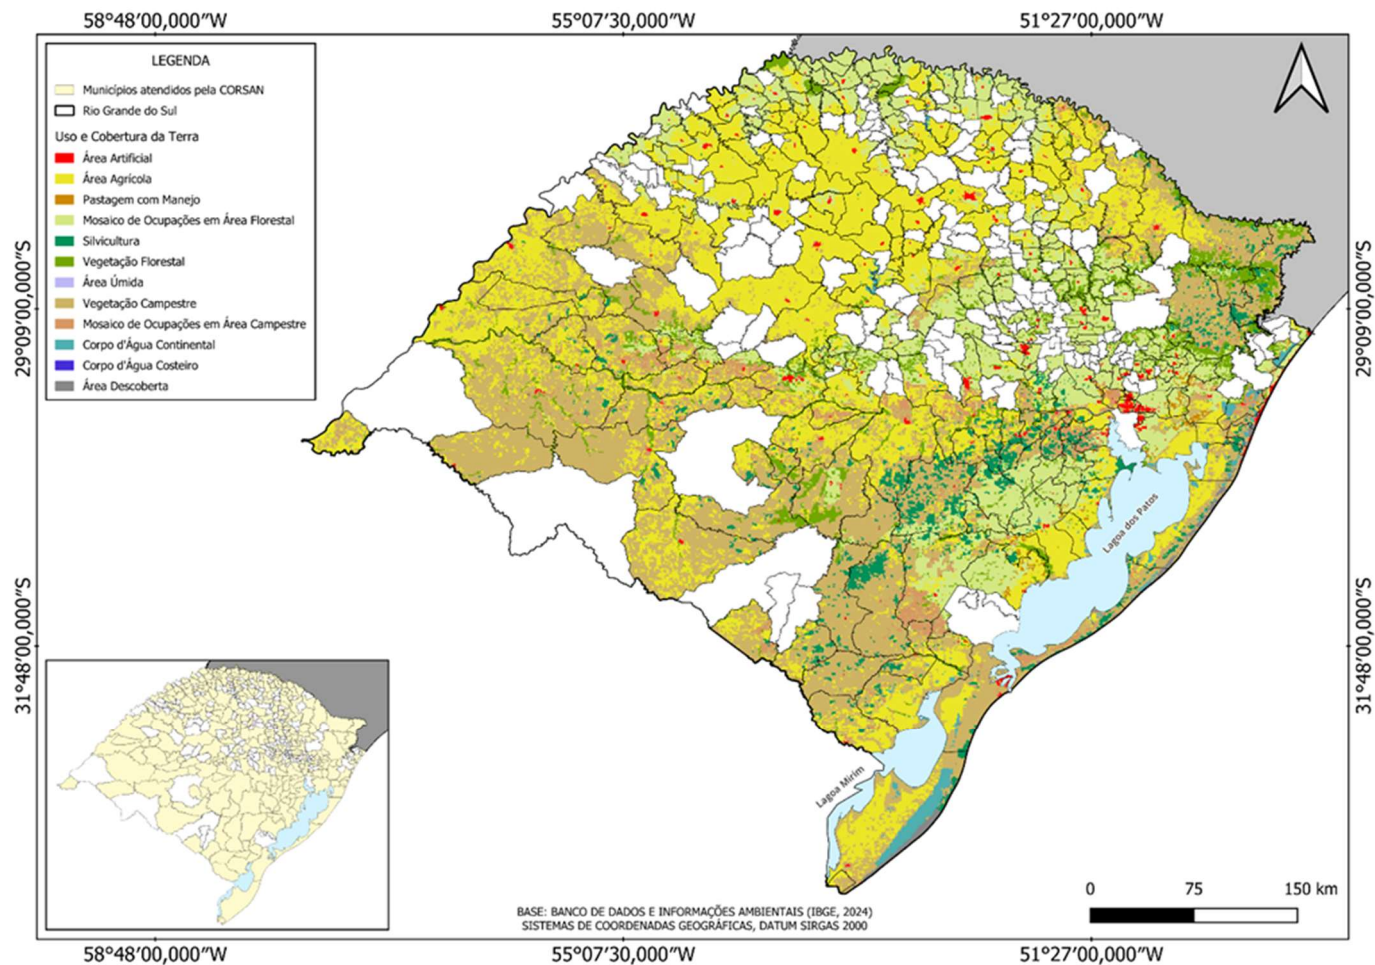 58°48′00,000″W
55°07′30,000″W
51°27′00,000″W
LEGENDA
Municípios atendidos pela CORSAN
Rio Grande do Sul
Uso e Cobertura da Terra
Área Artificial
Área Agrícola
Pastagem com Manejo
Mosaico de Ocupações em Área Florestal
Silvicultura
Vegetação Florestal
Área Úmida
Vegetação Campestre
Mosaico de Ocupações em Área Campestre
Corpo d'Água Continental
Corpo d'Água Costeiro
Área Descoberta
29°09′00,000″S
29°09′00,000″S
Lagoa dos Patos
31°48′00,000″S
31°48′00,000″S
Lagoa Mirim
0 75 150 km
BASE: BANCO DE DADOS E INFORMAÇÕES AMBIENTAIS (IBGE, 2024)
SISTEMAS DE COORDENADAS GEOGRÁFICAS, DATUM SIRGAS 2000
58°48′00,000″W
55°07′30,000″W
51°27′00,000″W